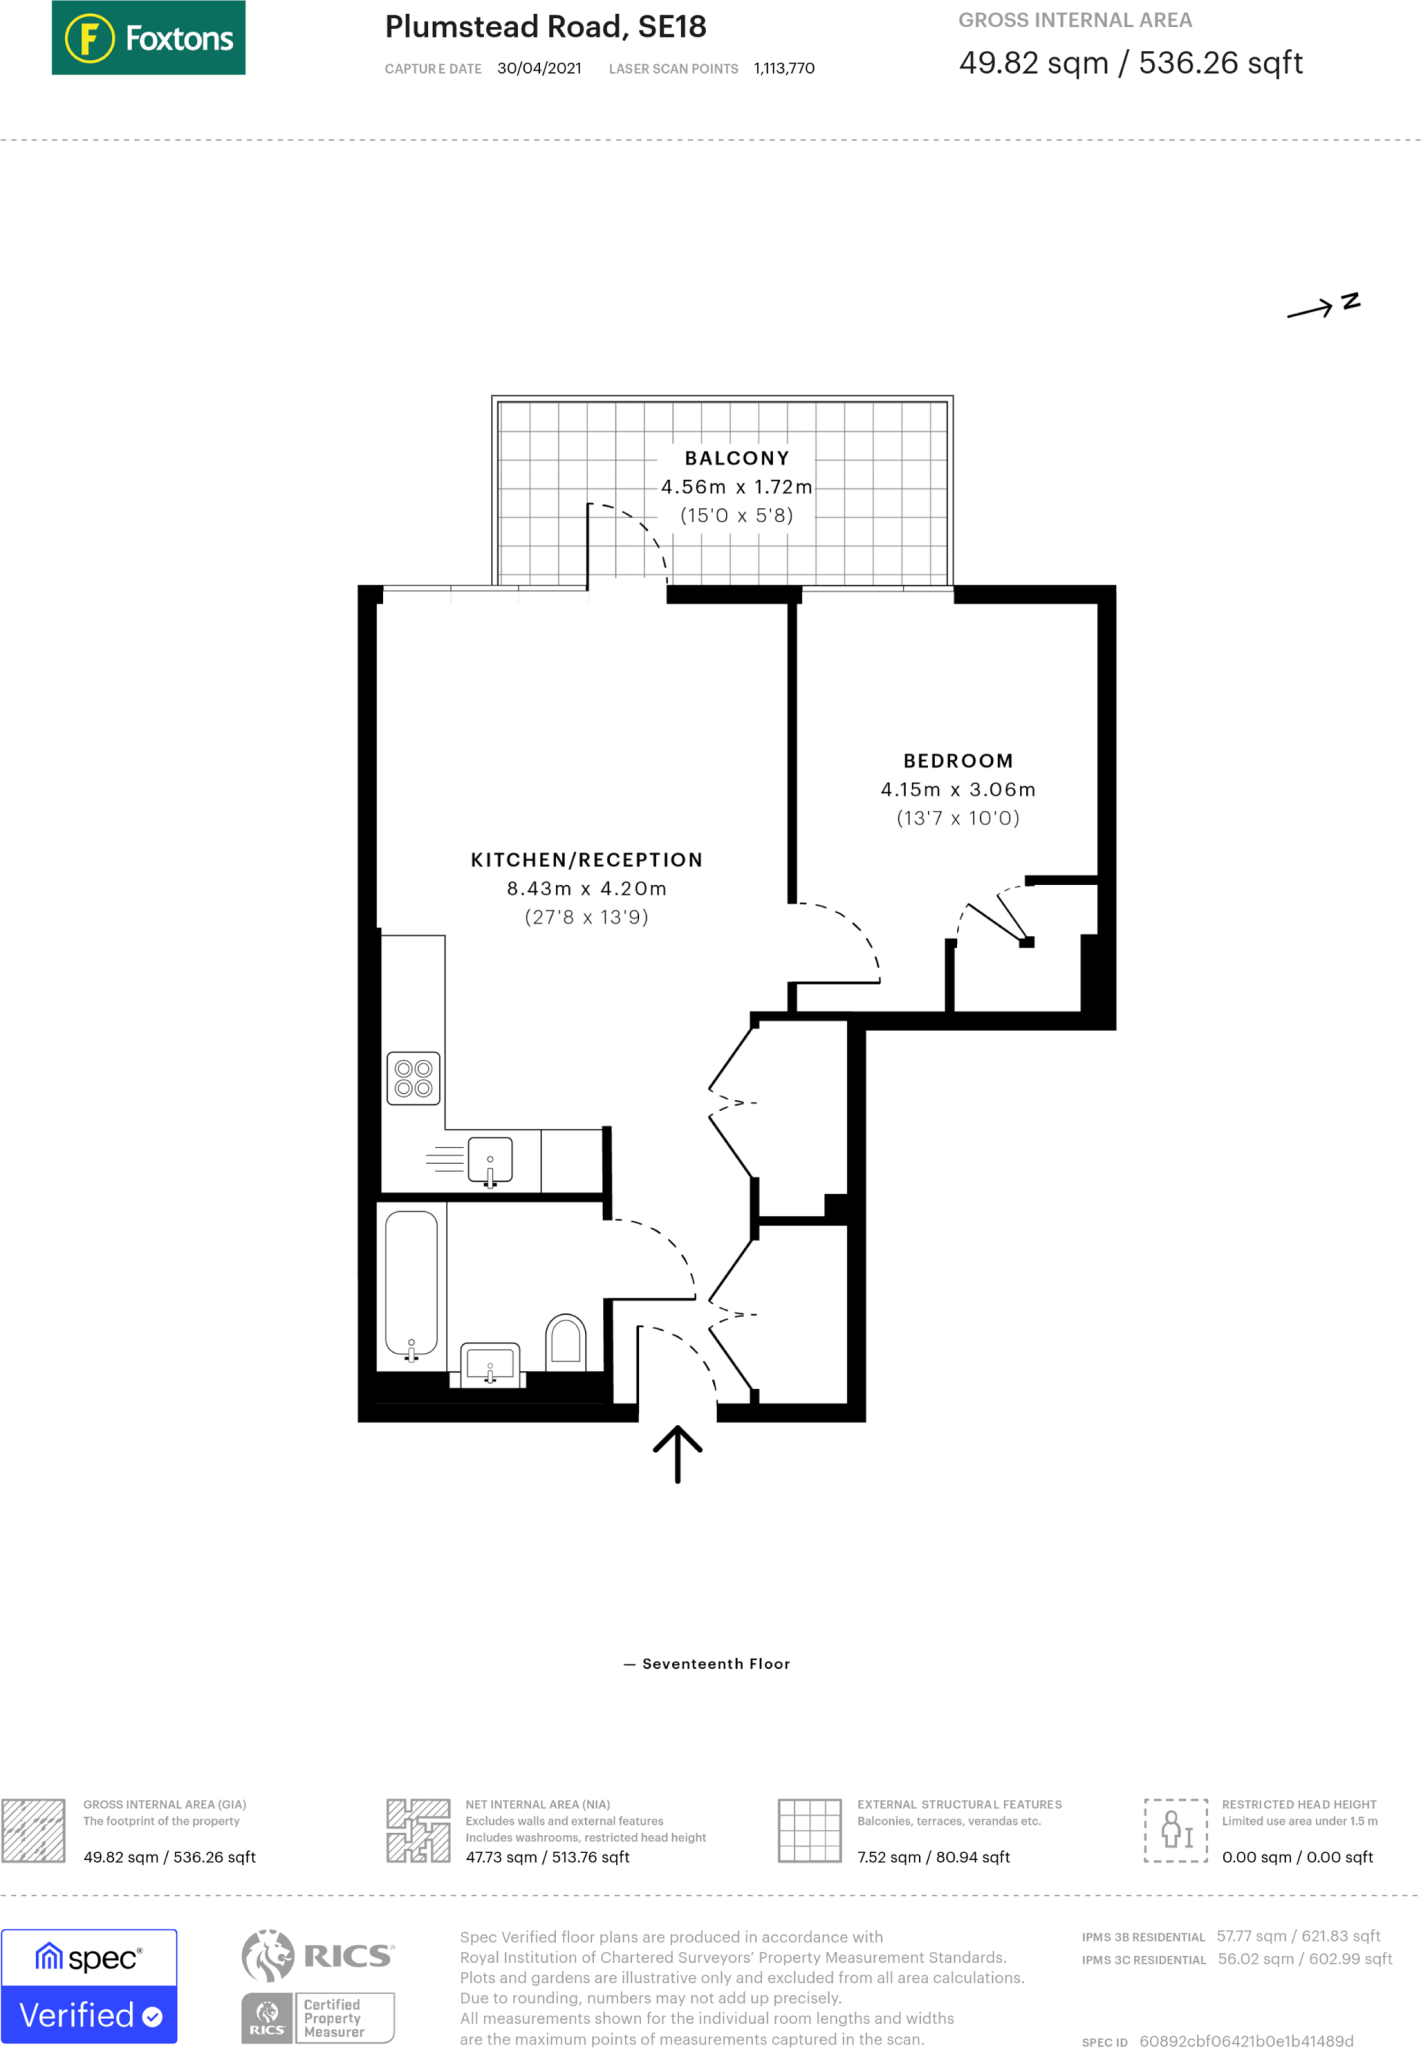 Foxtons
Plumstead Road, SE18
CAPTURE DATE 30/04/2021 LASER SCAN POINTS 1,113,770
GROSS INTERNAL AREA
49.82 sqm / 536.26 sqft
N
BALCONY
4.56m x 1.72m
(15'0 x 5'8)
BEDROOM
4.15m x 3.06m
(13'7 x 10'0)
KITCHEN/RECEPTION
8.43m x 4.20m
(27'8 x 13'9)
— Seventeenth Floor
GROSS INTERNAL AREA (GIA)
The footprint of the property
49.82 sqm / 536.26 sqft
NET INTERNAL AREA (NIA)
Excludes walls and external features
Includes washrooms, restricted head height
47.73 sqm / 513.76 sqft
EXTERNAL STRUCTURAL FEATURES
Balconies, terraces, verandas etc.
7.52 sqm / 80.94 sqft
RESTRICTED HEAD HEIGHT
Limited use area under 1.5 m
0.00 sqm / 0.00 sqft
spec®
Verified
RICS®
RICS
Certified
Property
Measurer
Spec Verified floor plans are produced in accordance with
Royal Institution of Chartered Surveyors' Property Measurement Standards.
Plots and gardens are illustrative only and excluded from all area calculations.
Due to rounding, numbers may not add up precisely.
All measurements shown for the individual room lengths and widths
are the maximum points of measurements captured in the scan.
IPMS 3B RESIDENTIAL 57.77 sqm / 621.83 sqft
IPMS 3C RESIDENTIAL 56.02 sqm / 602.99 sqft
SPEC ID 60892cbf06421b0e1b41489d